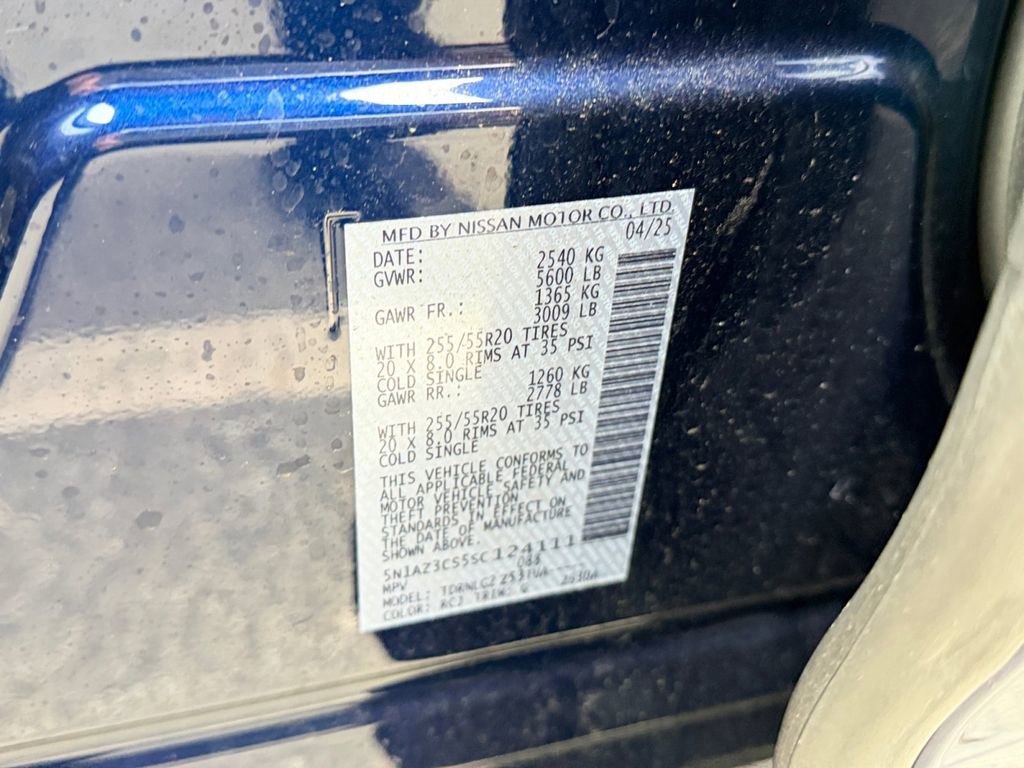 MFD BY NISSAN MOTOR CO., LTD.
DATE: 04/25
GVWR: 2540 KG
5600 LB
GAWR FR.: 1365 KG
3009 LB
WITH 255/55R20 TIRES
20 X 8.0 RIMS AT 35 PSI
COLD SINGLE
GAWR RR.: 1260 KG
2778 LB
WITH 255/55R20 TIRES
20 X 8.0 RIMS AT 35 PSI
COLD SINGLE
THIS VEHICLE CONFORMS TO
ALL APPLICABLE FEDERAL
MOTOR VEHICLE SAFETY AND
THEFT PREVENTION
STANDARDS IN EFFECT ON
THE DATE OF MANUFACTURE
SHOWN ABOVE.
5N1AZ3CS5SC124111
MPV
MODEL:
COLOR: TRIM: